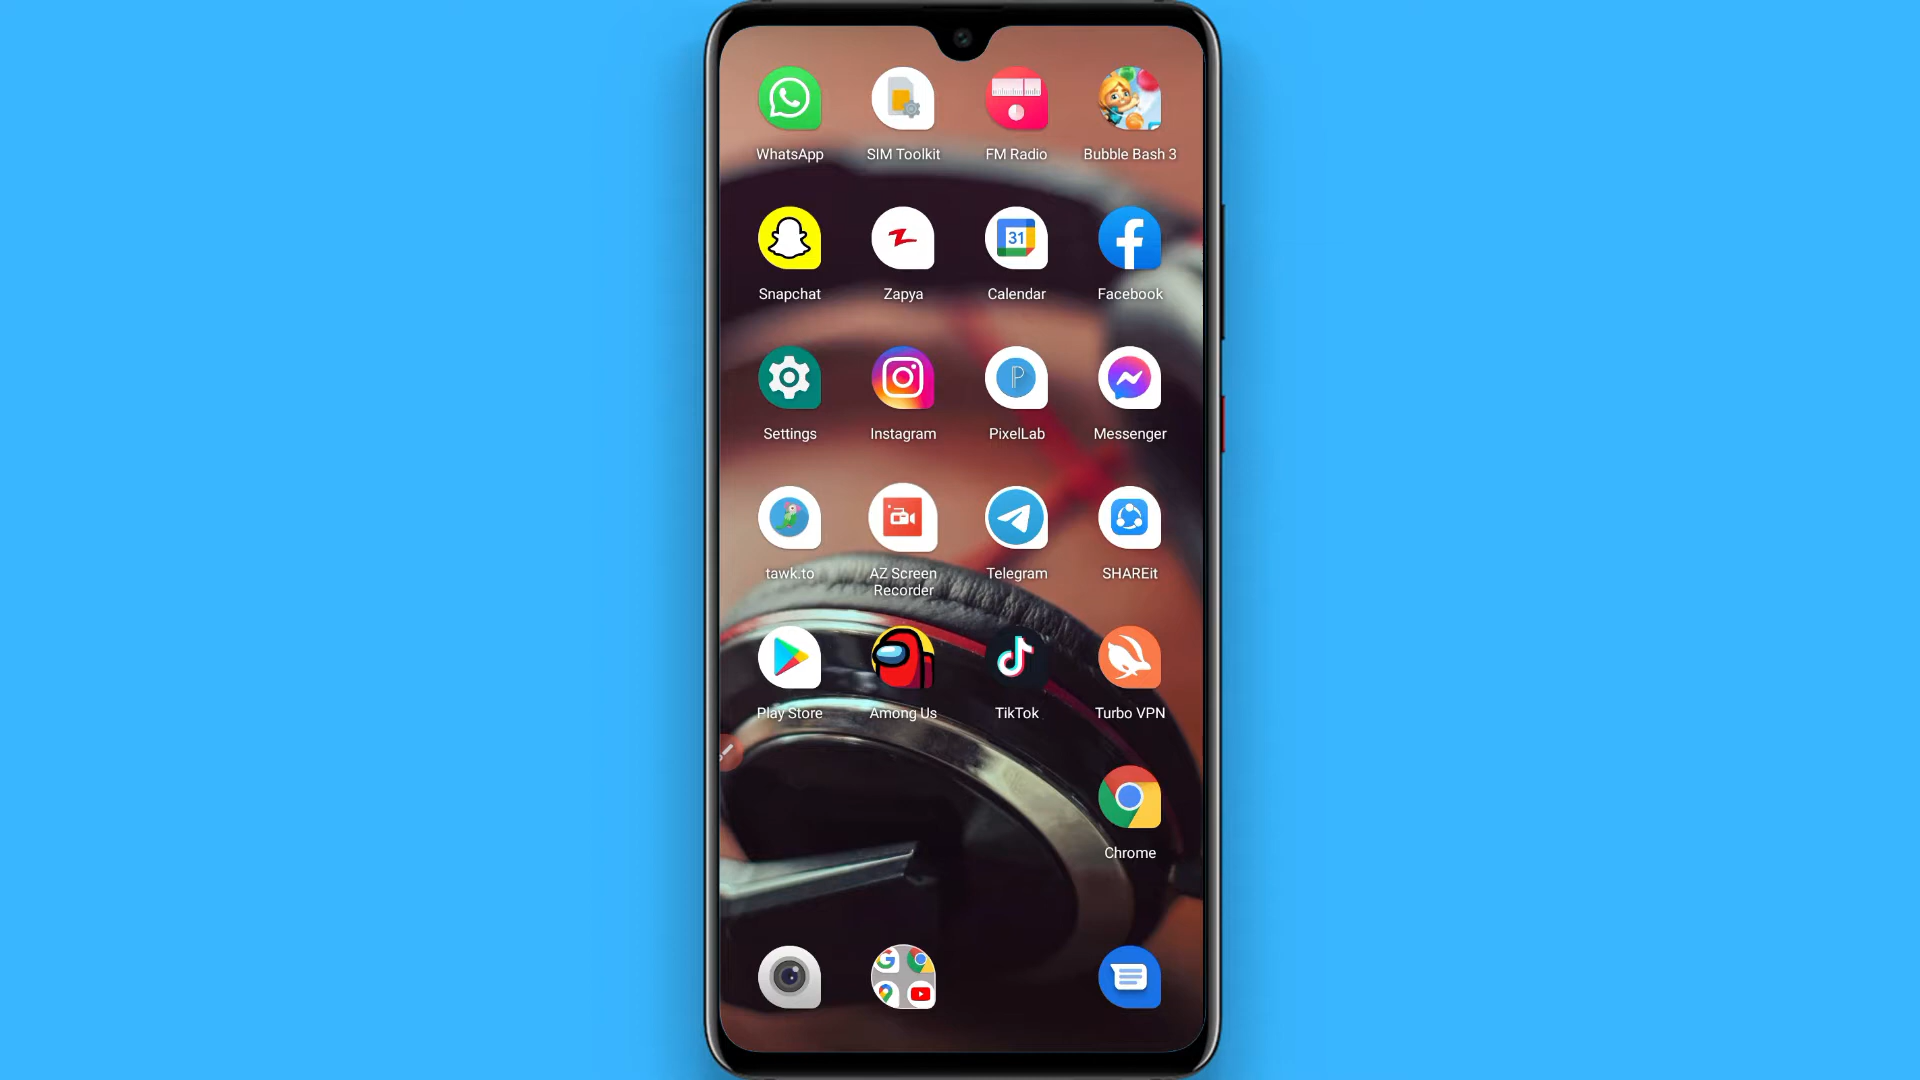 WhatsApp
SIM Toolkit
FM Radio
Bubble Bash 3
Snapchat
Zapya
31
Calendar
Facebook
Settings
Instagram
P
PixelLab
Messenger
tawk.to
AZ Screen
Recorder
Telegram
SHAREit
Play Store
Among Us
TikTok
Turbo VPN
Chrome